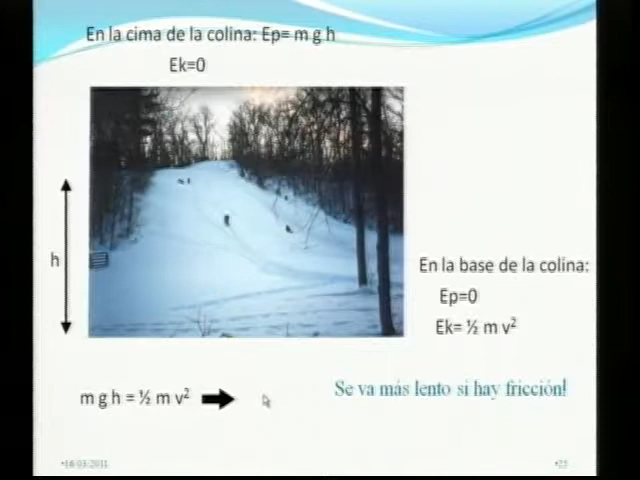 En la cima de la colina: Ep= m g h
Ek=0
h
En la base de la colina:
Ep=0
Ek= ½ m v²
m g h = ½ m v²
Se va más lento si hay fricción!
•16/03/2011
•23